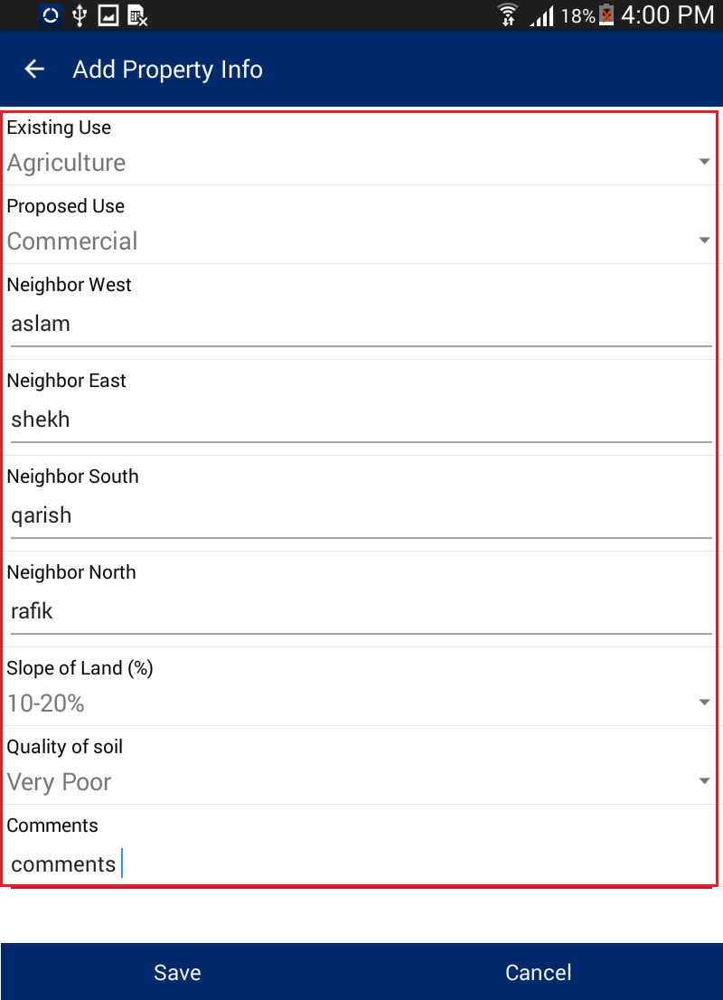 18% 4:00 PM
Add Property Info
Existing Use
Agriculture
Proposed Use
Commercial
Neighbor West
aslam
Neighbor East
shekh
Neighbor South
qarish
Neighbor North
rafik
Slope of Land (%)
10-20%
Quality of soil
Very Poor
Comments
comments
Save Cancel